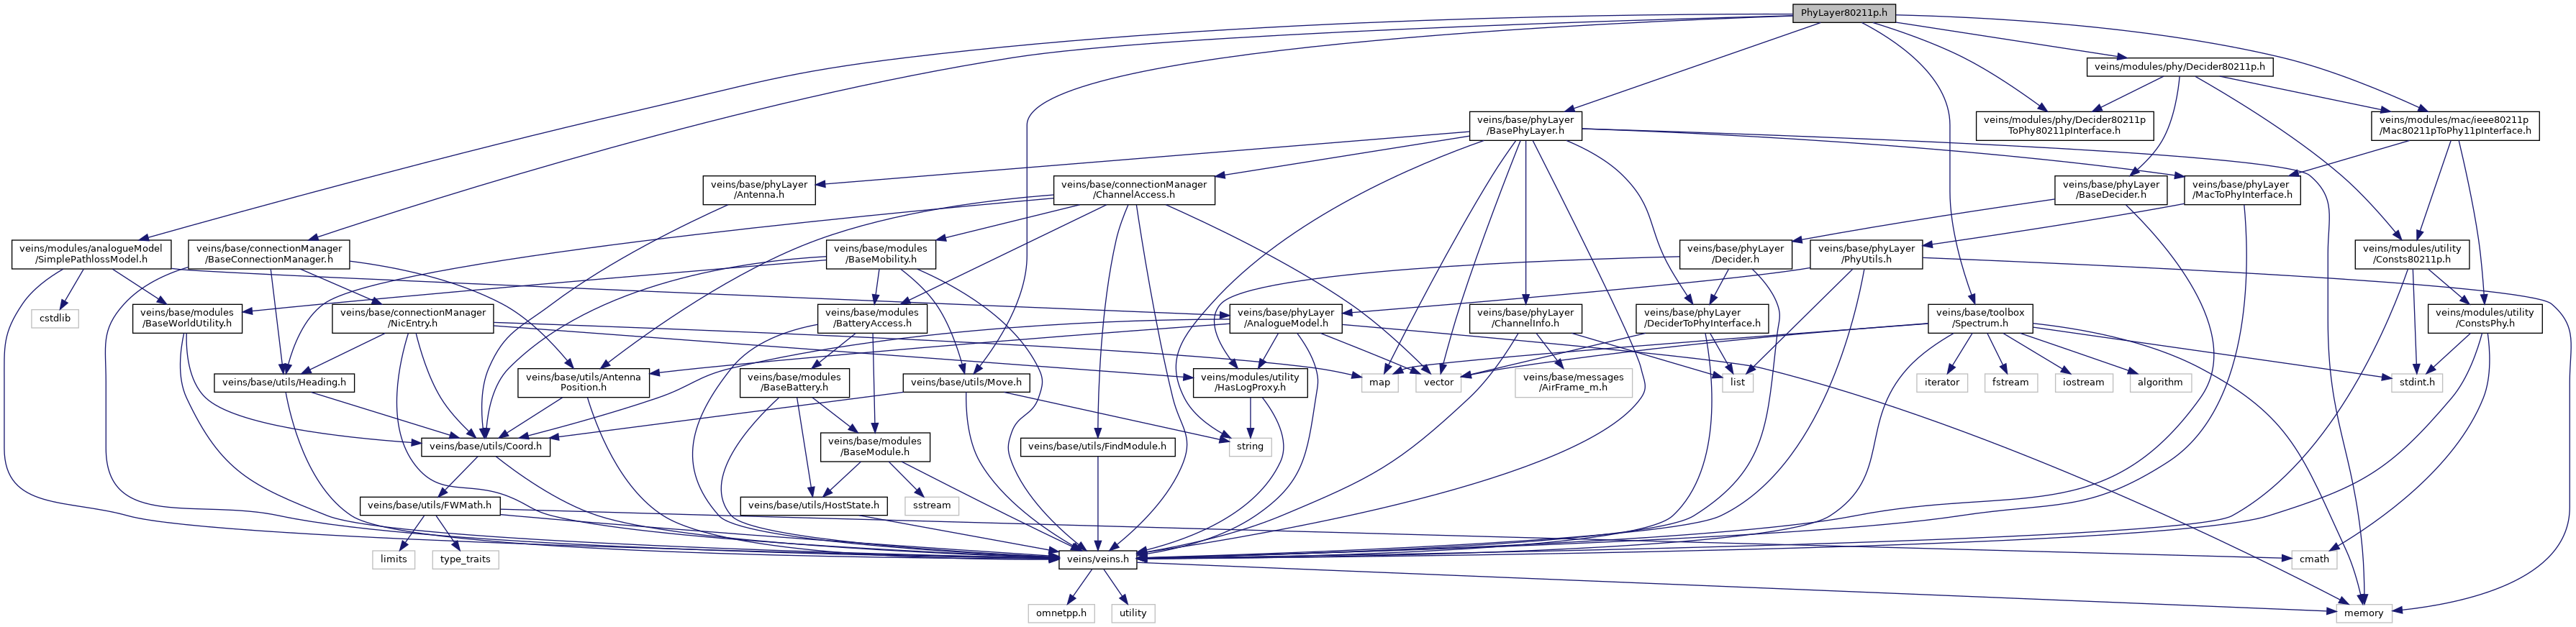 PhyLayer80211p.h
veins/modules/phy/Decider80211p.h
veins/base/phyLayer
/BasePhyLayer.h
veins/modules/phy/Decider80211p
ToPhy80211pInterface.h
veins/modules/mac/ieee80211p
/Mac80211pToPhy11pInterface.h
veins/base/phyLayer
/Antenna.h
veins/base/connectionManager
/ChannelAccess.h
veins/base/phyLayer
/BaseDecider.h
veins/base/phyLayer
/MacToPhyInterface.h
veins/modules/analogueModel
/SimplePathlossModel.h
veins/base/connectionManager
/BaseConnectionManager.h
veins/base/modules
/BaseMobility.h
veins/base/phyLayer
/Decider.h
veins/base/phyLayer
/PhyUtils.h
veins/modules/utility
/Consts80211p.h
cstdlib
veins/base/modules
/BaseWorldUtility.h
veins/base/connectionManager
/NicEntry.h
veins/base/modules
/BatteryAccess.h
veins/base/phyLayer
/AnalogueModel.h
veins/base/phyLayer
/ChannelInfo.h
veins/base/phyLayer
/DeciderToPhyInterface.h
veins/base/toolbox
/Spectrum.h
veins/modules/utility
/ConstsPhy.h
veins/base/utils/Heading.h
veins/base/utils/Antenna
Position.h
veins/base/modules
/BaseBattery.h
veins/base/utils/Move.h
veins/modules/utility
/HasLogProxy.h
map
vector
veins/base/messages
/AirFrame_m.h
list
iterator
fstream
iostream
algorithm
stdint.h
veins/base/utils/Coord.h
veins/base/modules
/BaseModule.h
veins/base/utils/FindModule.h
string
veins/base/utils/FWMath.h
veins/base/utils/HostState.h
sstream
limits
type_traits
veins/veins.h
cmath
omnetpp.h
utility
memory